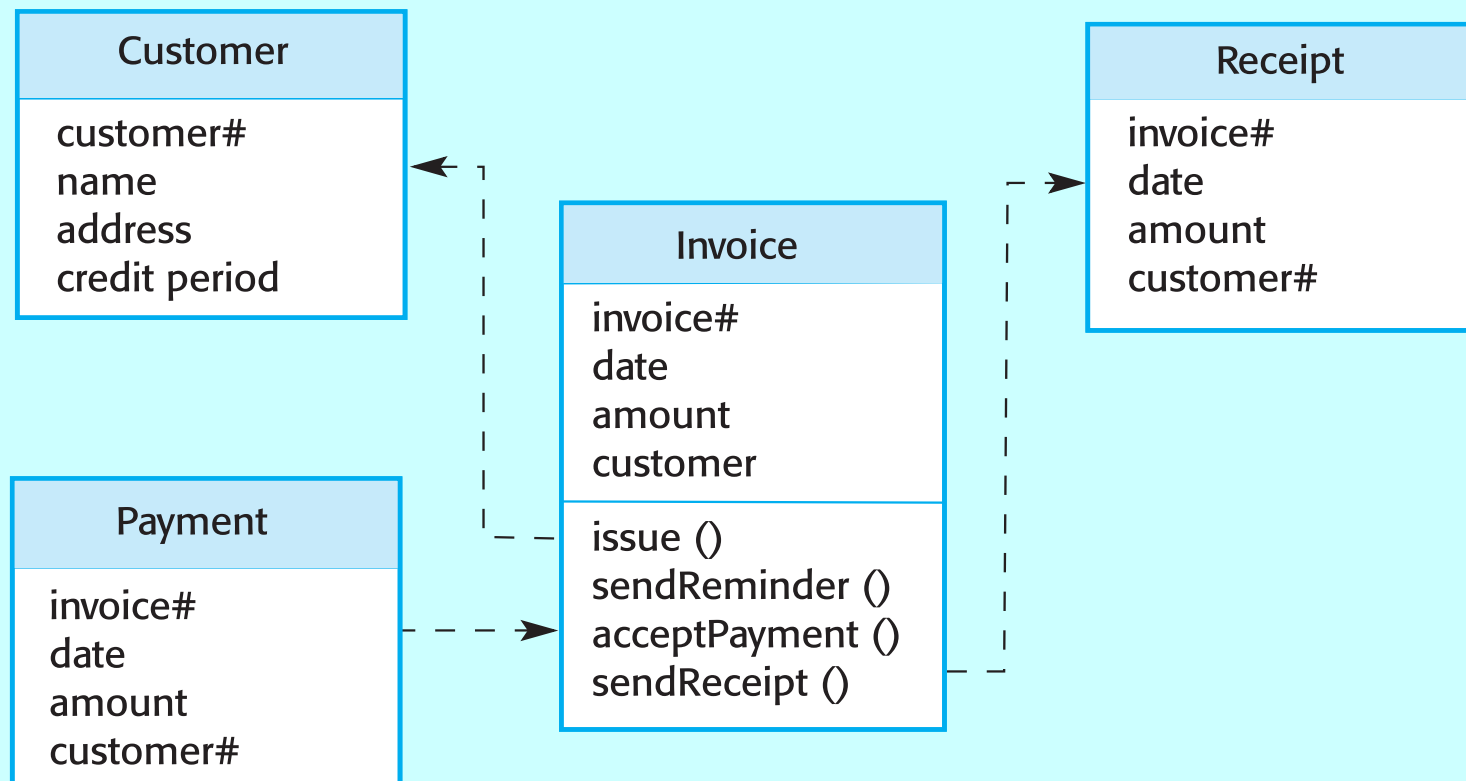 Customer
customer#
name
address
credit period
Receipt
invoice#
date
amount
customer#
Invoice
invoice#
date
amount
customer
issue ()
sendReminder ()
acceptPayment ()
sendReceipt ()
Payment
invoice#
date
amount
customer#